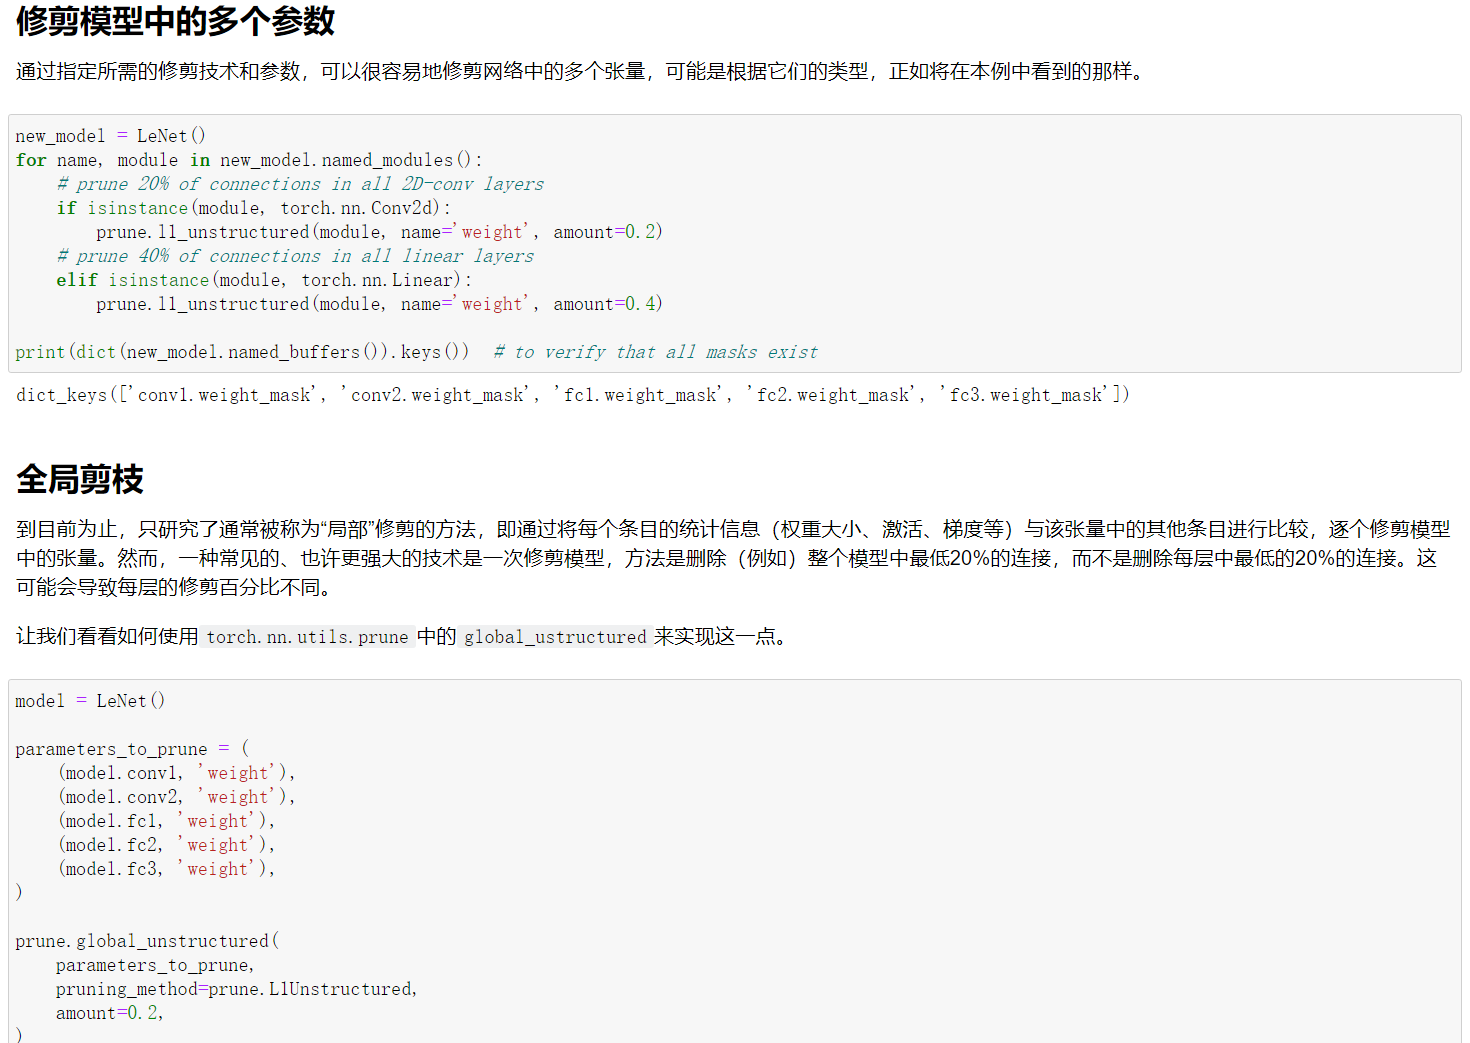 修剪模型中的多个参数
通过指定所需的修剪技术和参数，可以很容易地修剪网络中的多个张量，可能是根据它们的类型，正如将在本例中看到的那样。
new_model = LeNet()
for name, module in new_model.named_modules():
    # prune 20% of connections in all 2D-conv layers
    if isinstance(module, torch.nn.Conv2d):
        prune.l1_unstructured(module, name='weight', amount=0.2)
    # prune 40% of connections in all linear layers
    elif isinstance(module, torch.nn.Linear):
        prune.l1_unstructured(module, name='weight', amount=0.4)
print(dict(new_model.named_buffers()).keys())  # to verify that all masks exist
dict_keys(['conv1.weight_mask', 'conv2.weight_mask', 'fc1.weight_mask', 'fc2.weight_mask', 'fc3.weight_mask'])
全局剪枝
到目前为止，只研究了通常被称为“局部”修剪的方法，即通过将每个条目的统计信息（权重大小、激活、梯度等）与该张量中的其他条目进行比较，逐个修剪模型
中的张量。然而，一种常见的、也许更强大的技术是一次修剪模型，方法是删除（例如）整个模型中最低20%的连接，而不是删除每层中最低的20%的连接。这
可能会导致每层的修剪百分比不同。
让我们看看如何使用 torch.nn.utils.prune 中的 global_ustructured 来实现这一点。
model = LeNet()
parameters_to_prune = (
    (model.conv1, 'weight'),
    (model.conv2, 'weight'),
    (model.fc1, 'weight'),
    (model.fc2, 'weight'),
    (model.fc3, 'weight'),
)
prune.global_unstructured(
    parameters_to_prune,
    pruning_method=prune.L1Unstructured,
    amount=0.2,
)